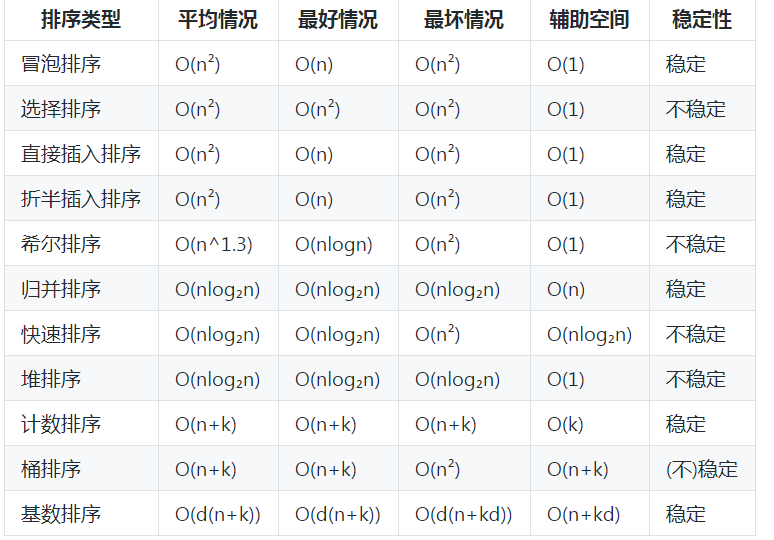 排序类型 平均情况 最好情况 最坏情况 辅助空间 稳定性
冒泡排序 O(n²) O(n) O(n²) O(1) 稳定
选择排序 O(n²) O(n²) O(n²) O(1) 不稳定
直接插入排序 O(n²) O(n) O(n²) O(1) 稳定
折半插入排序 O(n²) O(n) O(n²) O(1) 稳定
希尔排序 O(n^1.3) O(nlogn) O(n²) O(1) 不稳定
归并排序 O(nlog₂n) O(nlog₂n) O(nlog₂n) O(n) 稳定
快速排序 O(nlog₂n) O(nlog₂n) O(n²) O(nlog₂n) 不稳定
堆排序 O(nlog₂n) O(nlog₂n) O(nlog₂n) O(1) 不稳定
计数排序 O(n+k) O(n+k) O(n+k) O(k) 稳定
桶排序 O(n+k) O(n+k) O(n²) O(n+k) (不)稳定
基数排序 O(d(n+k)) O(d(n+k)) O(d(n+kd)) O(n+kd) 稳定